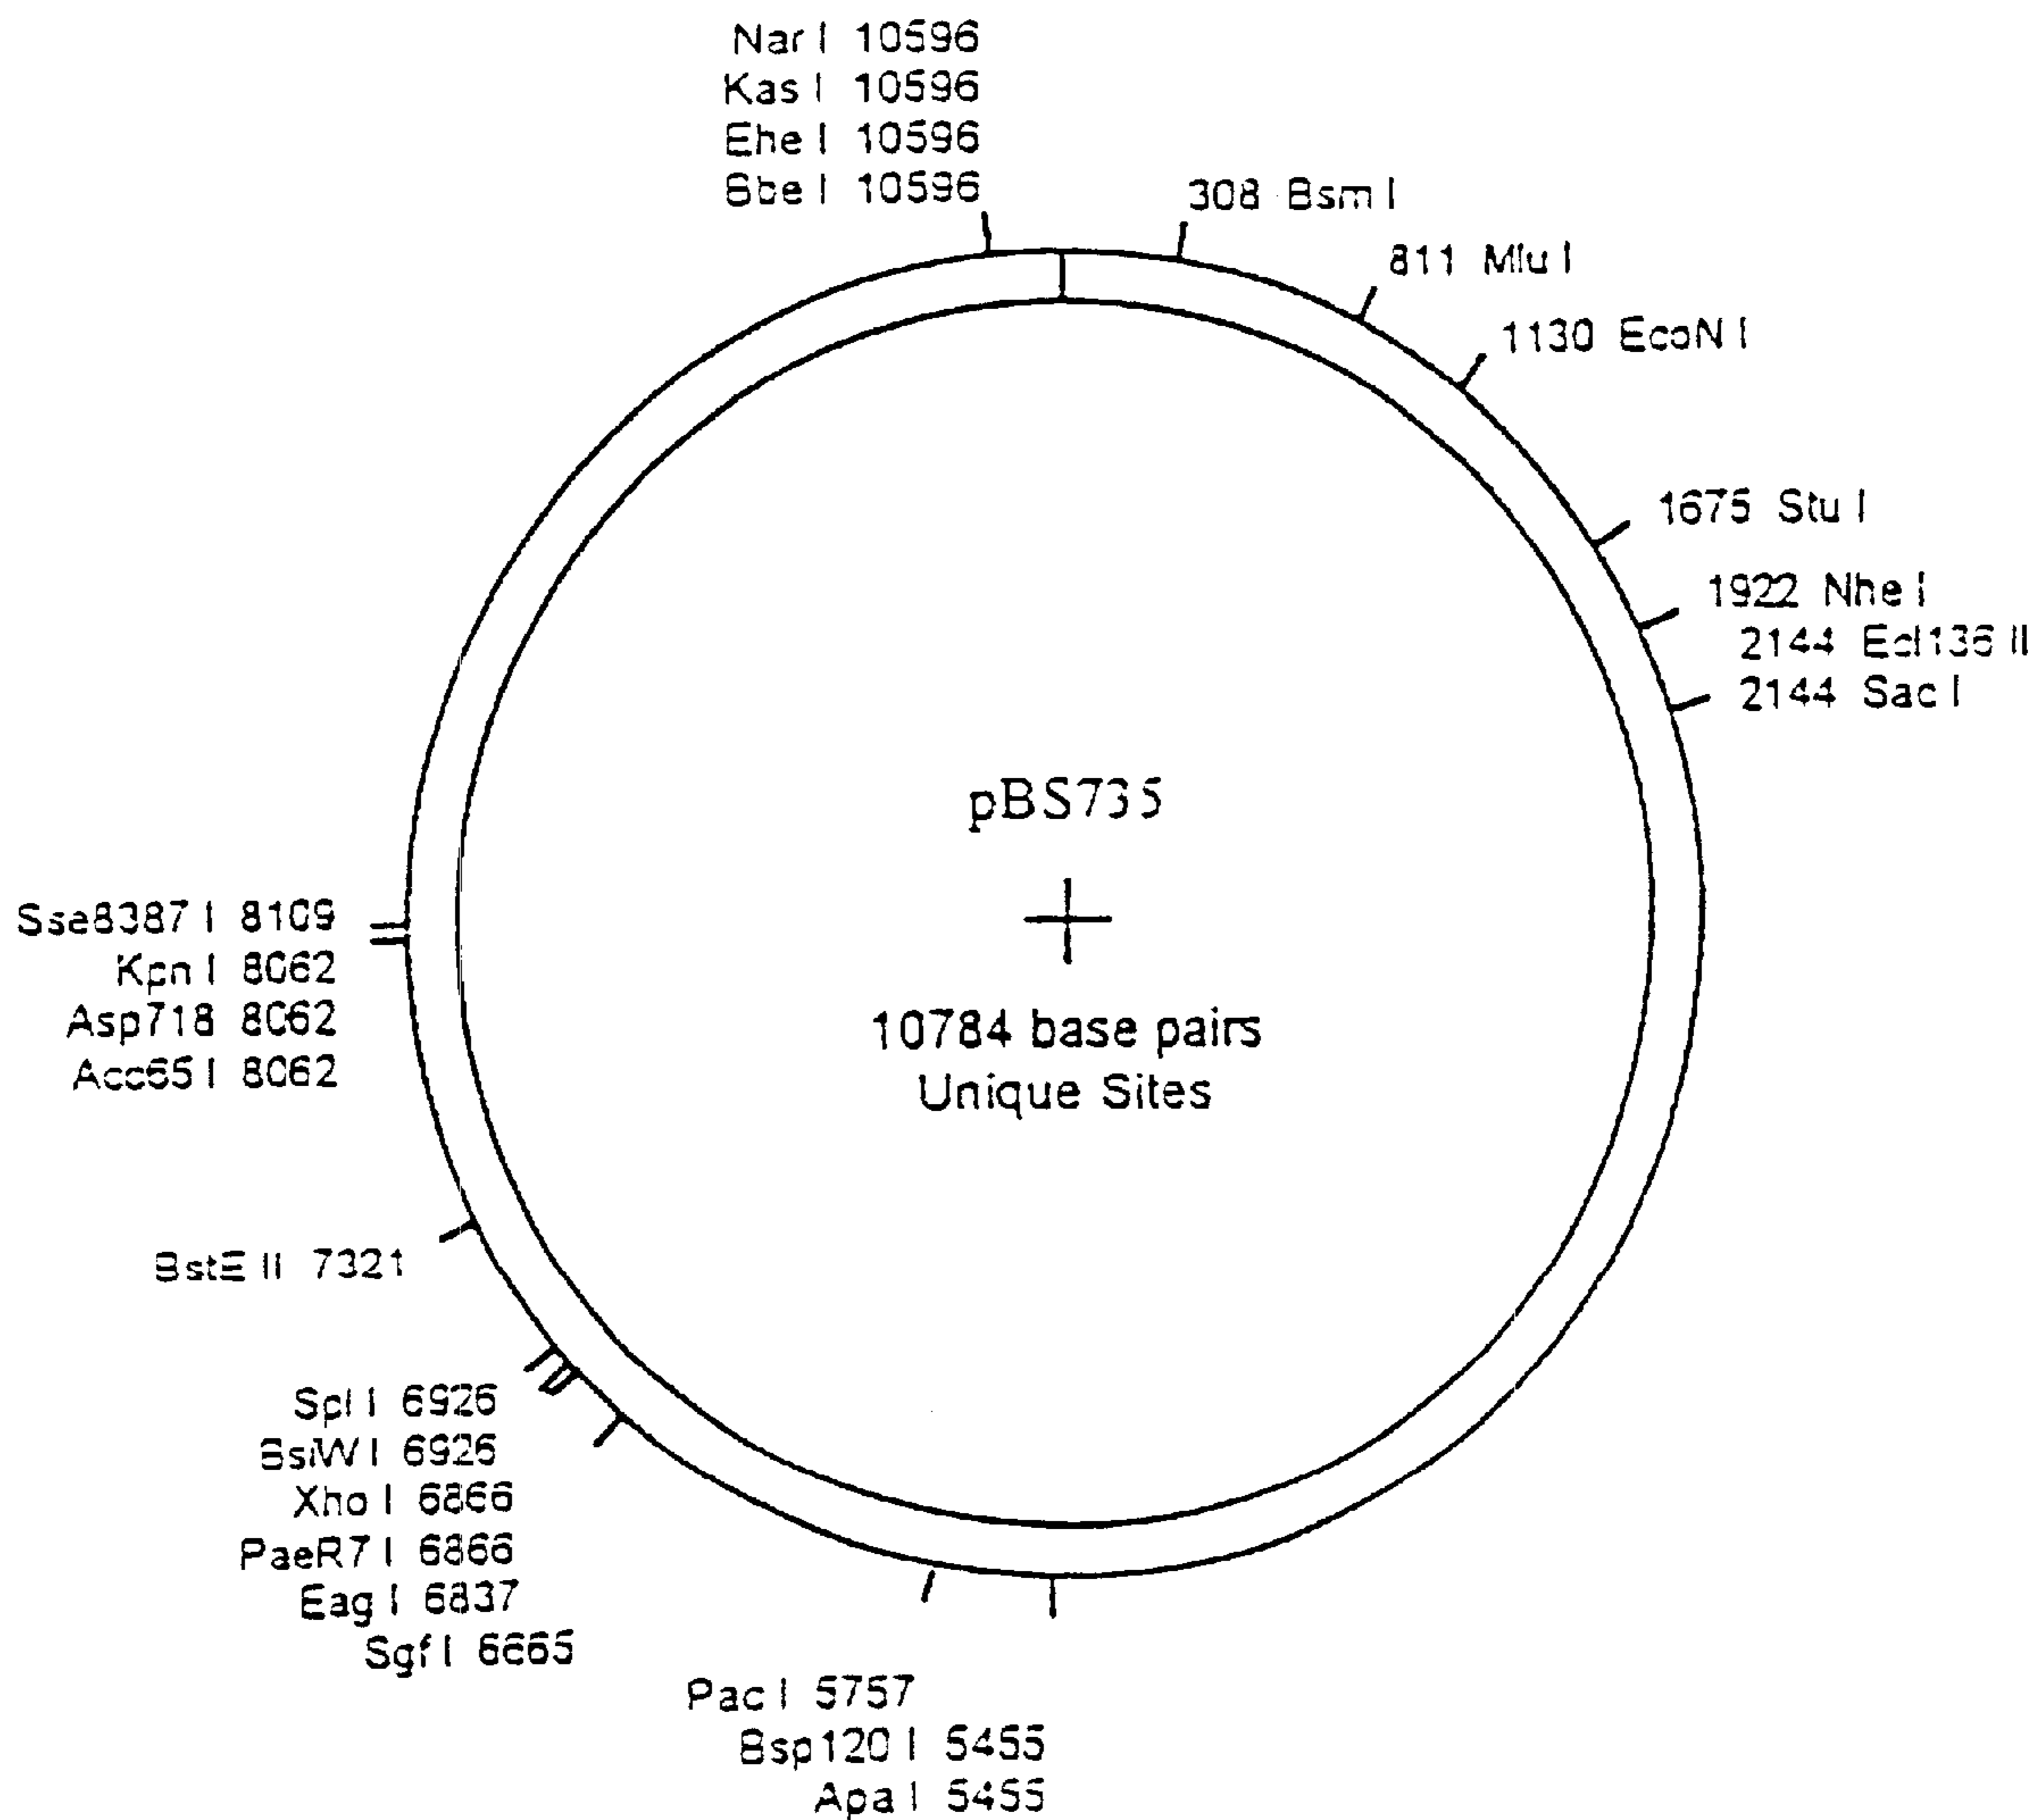 Nar I 10596
Kas I 10596
Ehe I 10596
Bbe I 10596
308 Bsm I
811 Mlu I
1130 EcoN I
1675 Stu I
1922 Nhe I
2144 Ecl136 II
2144 Sac I
pBS735
10784 base pairs
Unique Sites
Sse8387 I 8109
Kpn I 8062
Asp718 8062
Acc65 I 8062
BstE II 7321
Spl I 6926
BsiW I 6926
Xho I 6866
PaeR7 I 6866
Eag I 6837
Sgf I 6665
Pac I 5757
Bsp120 I 5455
Apa I 5455